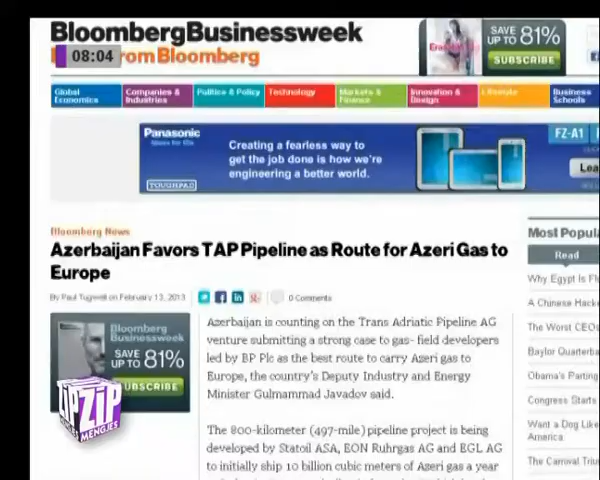 BloombergBusinessweek
08:04
from Bloomberg
SAVE
UP TO 81%
SUBSCRIBE
Global
Economics
Companies &
Industries
Politics & Policy
Technology
Markets &
Finance
Innovation &
Design
Lifestyle
Business
Schools
Panasonic
Creating a fearless way to
get the job done is how we're
engineering a better world.
TOUGHPAD
FZ-A1
Lea
Bloomberg News
Azerbaijan Favors TAP Pipeline as Route for Azeri Gas to
Europe
By Paul Tugwell on February 13, 2013
0 Comments
Most Popula
Read
Why Egypt Is Fl
A Chinese Hack
The Worst CEOs
Baylor Quarterba
Obama's Parting
Congress Starts
Want a Dog Like
America
The Carnival Triu
Bloomberg
Businessweek
SAVE
UP TO 81%
SUBSCRIBE
ZIP
ZIP
MENGJES
Azerbaijan is counting on the Trans Adriatic Pipeline AG
venture submitting a strong case to gas- field developers
led by BP Plc as the best route to carry Azeri gas to
Europe, the country's Deputy Industry and Energy
Minister Gulmammad Javadov said.
The 800-kilometer (497-mile) pipeline project is being
developed by Statoil ASA, EON Ruhrgas AG and EGL AG
to initially ship 10 billion cubic meters of Azeri gas a year